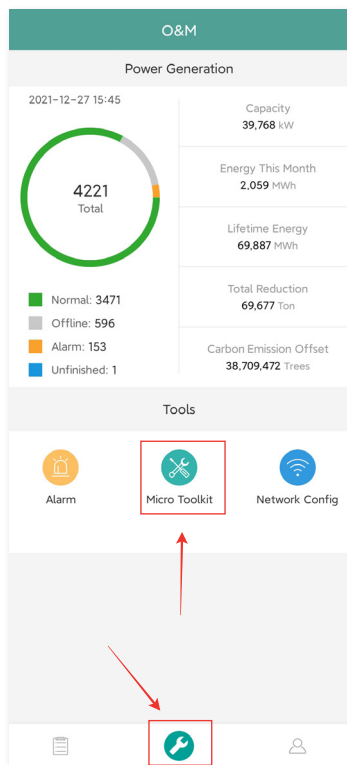 O&M
Power Generation
2021-12-27 15:45
4221
Total
Normal: 3471
Offline: 596
Alarm: 153
Unfinished: 1
Capacity
39,768 kW
Energy This Month
2,059 MWh
Lifetime Energy
69,887 MWh
Total Reduction
69,677 Ton
Carbon Emission Offset
38,709,472 Trees
Tools
Alarm
Micro Toolkit
Network Config